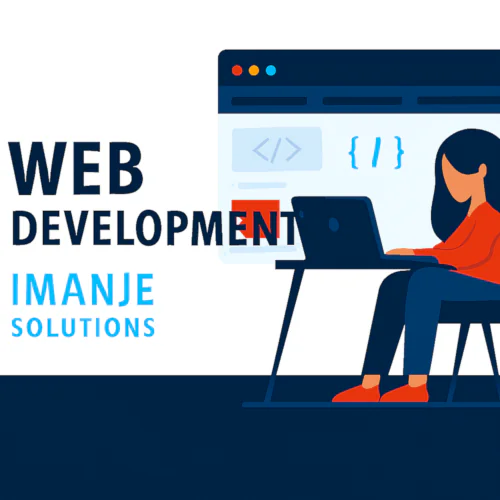 WEB
DEVELOPMENT
IMANJE
SOLUTIONS
</>
{/}